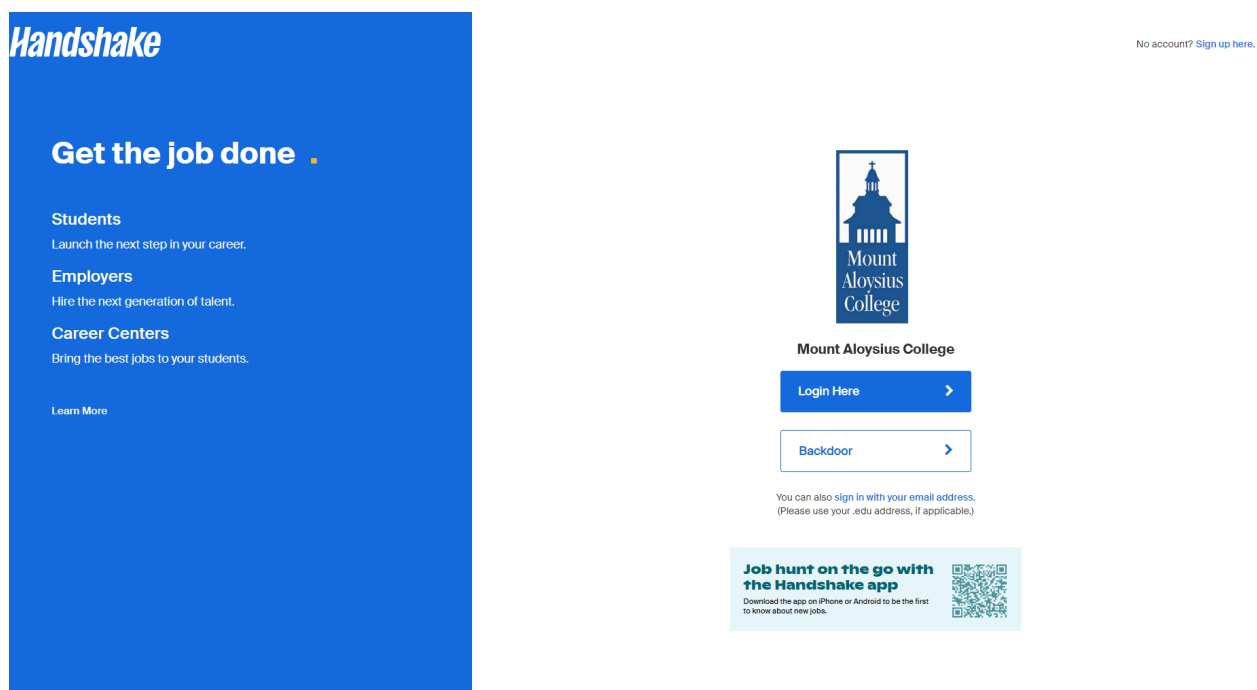 Handshake
No account? Sign up here.
Get the job done .
Students
Launch the next step in your career.
Employers
Hire the next generation of talent.
Career Centers
Bring the best jobs to your students.
Learn More
Mount
Aloysius
College
Mount Aloysius College
Login Here
Backdoor
You can also sign in with your email address.
(Please use your .edu address, if applicable.)
Job hunt on the go with
the Handshake app
Download the app on iPhone or Android to be the first
to know about new jobs.